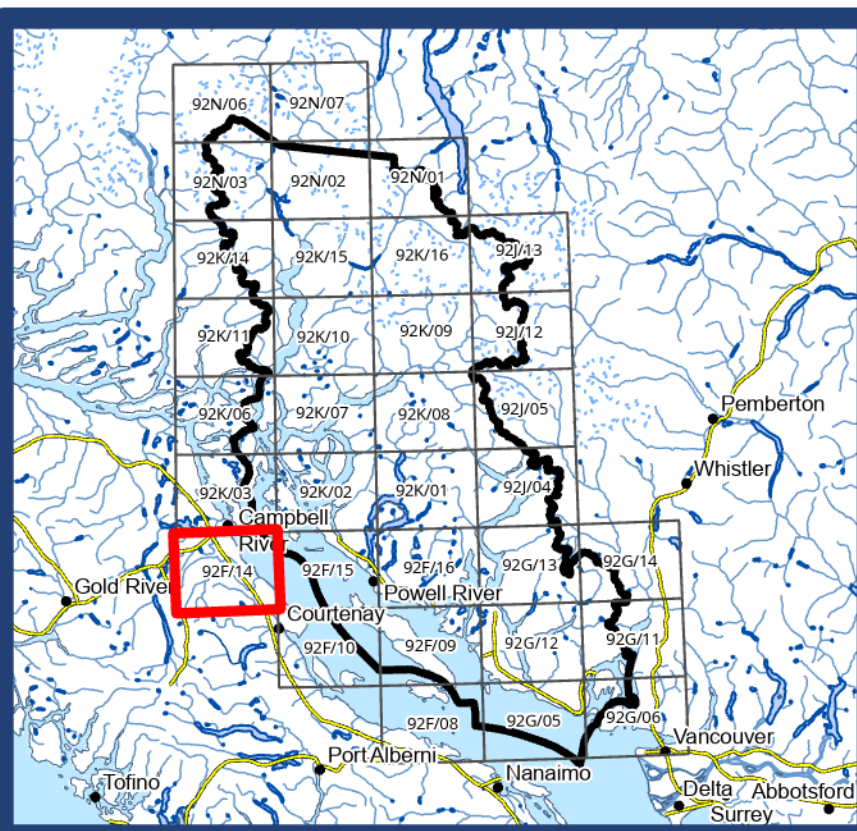 92N/06
92N/07
92N/03
92N/02
92N/01
92K/14
92K/15
92K/16
92J/13
92K/11
92K/10
92K/09
92J/12
92K/06
92K/07
92K/08
92J/05
Pemberton
Whistler
92K/03
92K/02
92K/01
92J/04
Campbell
River
92F/14
92F/15
92F/16
92G/13
92G/14
Gold River
Powell River
Courtenay
92F/10
92F/09
92G/12
92G/11
92F/08
92G/05
92G/06
Vancouver
Port Alberni
Nanaimo
Tofino
Delta
Abbotsford
Surrey